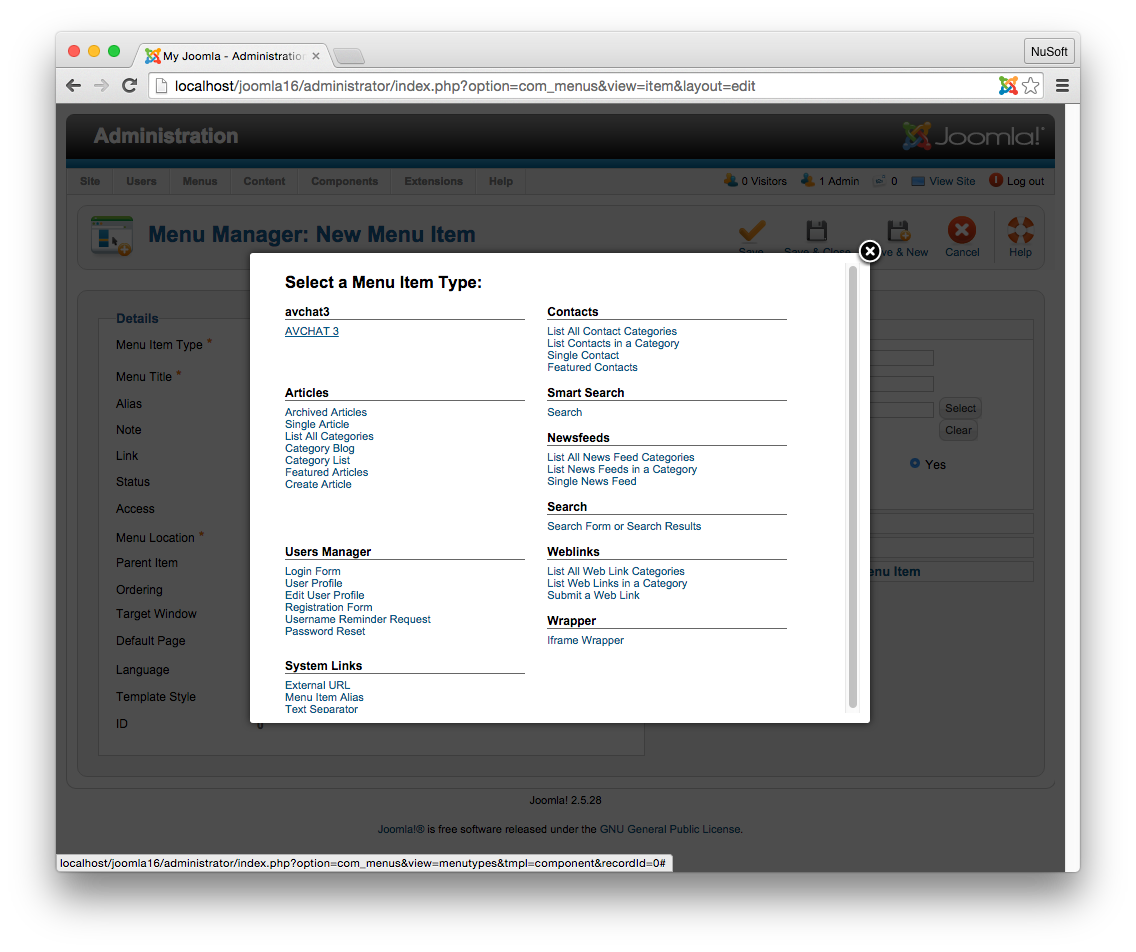 My Joomla - Administration
NuSoft
localhost/joomla16/administrator/index.php?option=com_menus&view=item&layout=edit
Administration
Joomla!
Site Users Menus Content Components Extensions Help
0 Visitors 1 Admin 0 View Site Log out
Menu Manager: New Menu Item
Save Save & Close ve & New Cancel Help
Select a Menu Item Type:
avchat3
AVCHAT 3
Articles
Archived Articles
Single Article
List All Categories
Category Blog
Category List
Featured Articles
Create Article
Users Manager
Login Form
User Profile
Edit User Profile
Registration Form
Username Reminder Request
Password Reset
System Links
External URL
Menu Item Alias
Text Separator
Contacts
List All Contact Categories
List Contacts in a Category
Single Contact
Featured Contacts
Smart Search
Search
Newsfeeds
List All News Feed Categories
List News Feeds in a Category
Single News Feed
Search
Search Form or Search Results
Weblinks
List All Web Link Categories
List Web Links in a Category
Submit a Web Link
Wrapper
Iframe Wrapper
Details
Menu Item Type *
Menu Title *
Alias
Note
Link
Status
Access
Menu Location *
Parent Item
Ordering
Target Window
Default Page
Language
Template Style
ID 0
Select
Clear
Yes
enu Item
Joomla! 2.5.28
Joomla!® is free software released under the GNU General Public License.
localhost/joomla16/administrator/index.php?option=com_menus&view=menutypes&tmpl=component&recordId=0#